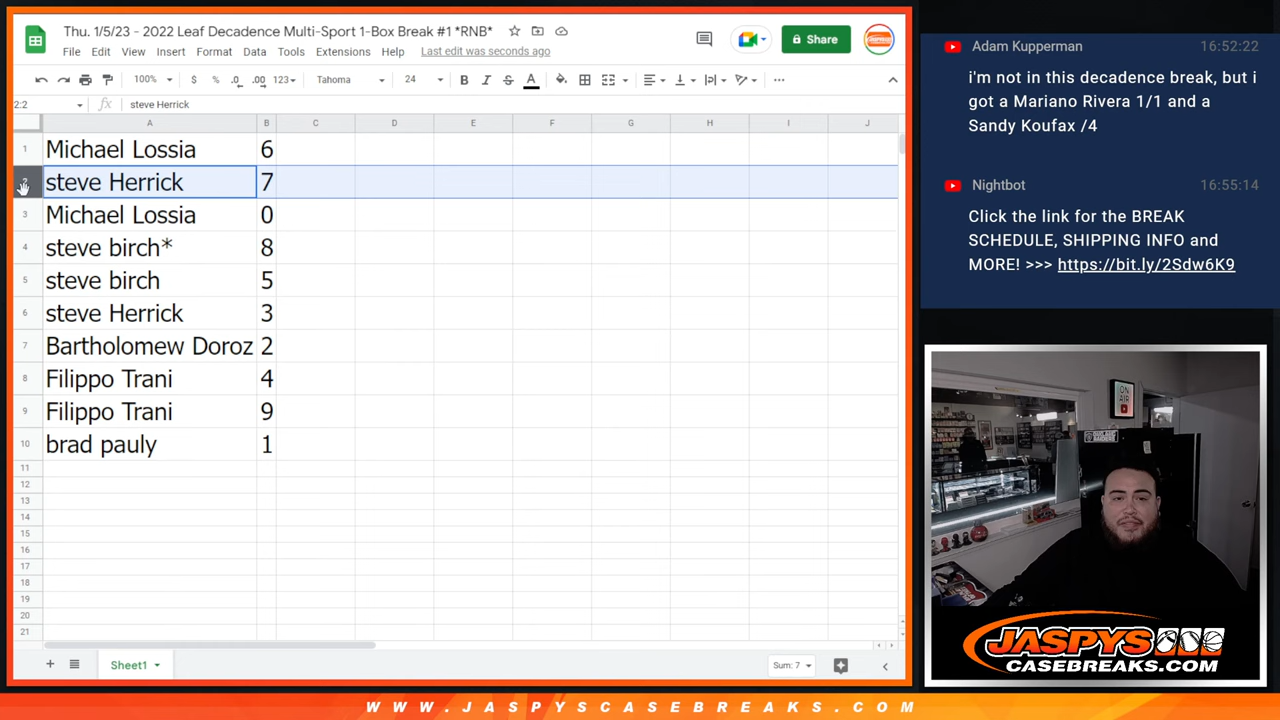 Thu. 1/5/23 - 2022 Leaf Decadence Multi-Sport 1-Box Break #1 *RNB*
File Edit View Insert Format Data Tools Extensions Help Last edit was seconds ago
Share
100% $ % .0 .00 123 Tahoma 24 B I S A
2:2 fx steve Herrick
A B C D E F G H I J
1 Michael Lossia 6
2 steve Herrick 7
3 Michael Lossia 0
4 steve birch* 8
5 steve birch 5
6 steve Herrick 3
7 Bartholomew Doroz 2
8 Filippo Trani 4
9 Filippo Trani 9
10 brad pauly 1
11
12
13
14
15
16
17
18
19
20
21
Sheet1
Sum: 7
Adam Kupperman 16:52:22
i'm not in this decadence break, but i
got a Mariano Rivera 1/1 and a
Sandy Koufax /4
Nightbot 16:55:14
Click the link for the BREAK
SCHEDULE, SHIPPING INFO and
MORE! >>> https://bit.ly/2Sdw6K9
ON
AIR
JASPYS
CASEBREAKS.COM
WWW.JASPYSCASEBREAKS.COM